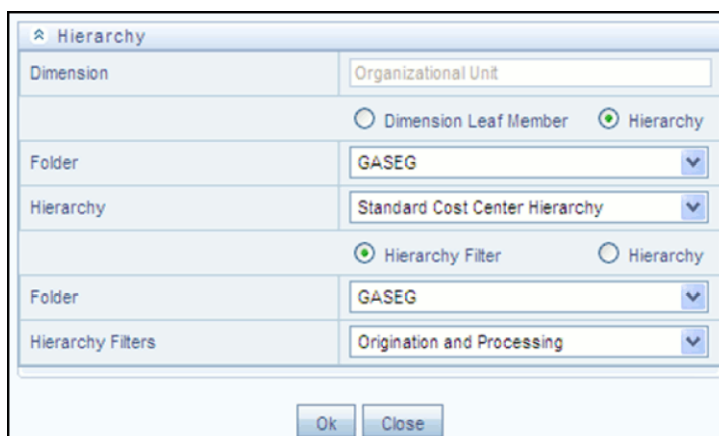 Hierarchy
Dimension Organizational Unit
Dimension Leaf Member Hierarchy
Folder GASEG
Hierarchy Standard Cost Center Hierarchy
Hierarchy Filter Hierarchy
Folder GASEG
Hierarchy Filters Origination and Processing
Ok Close